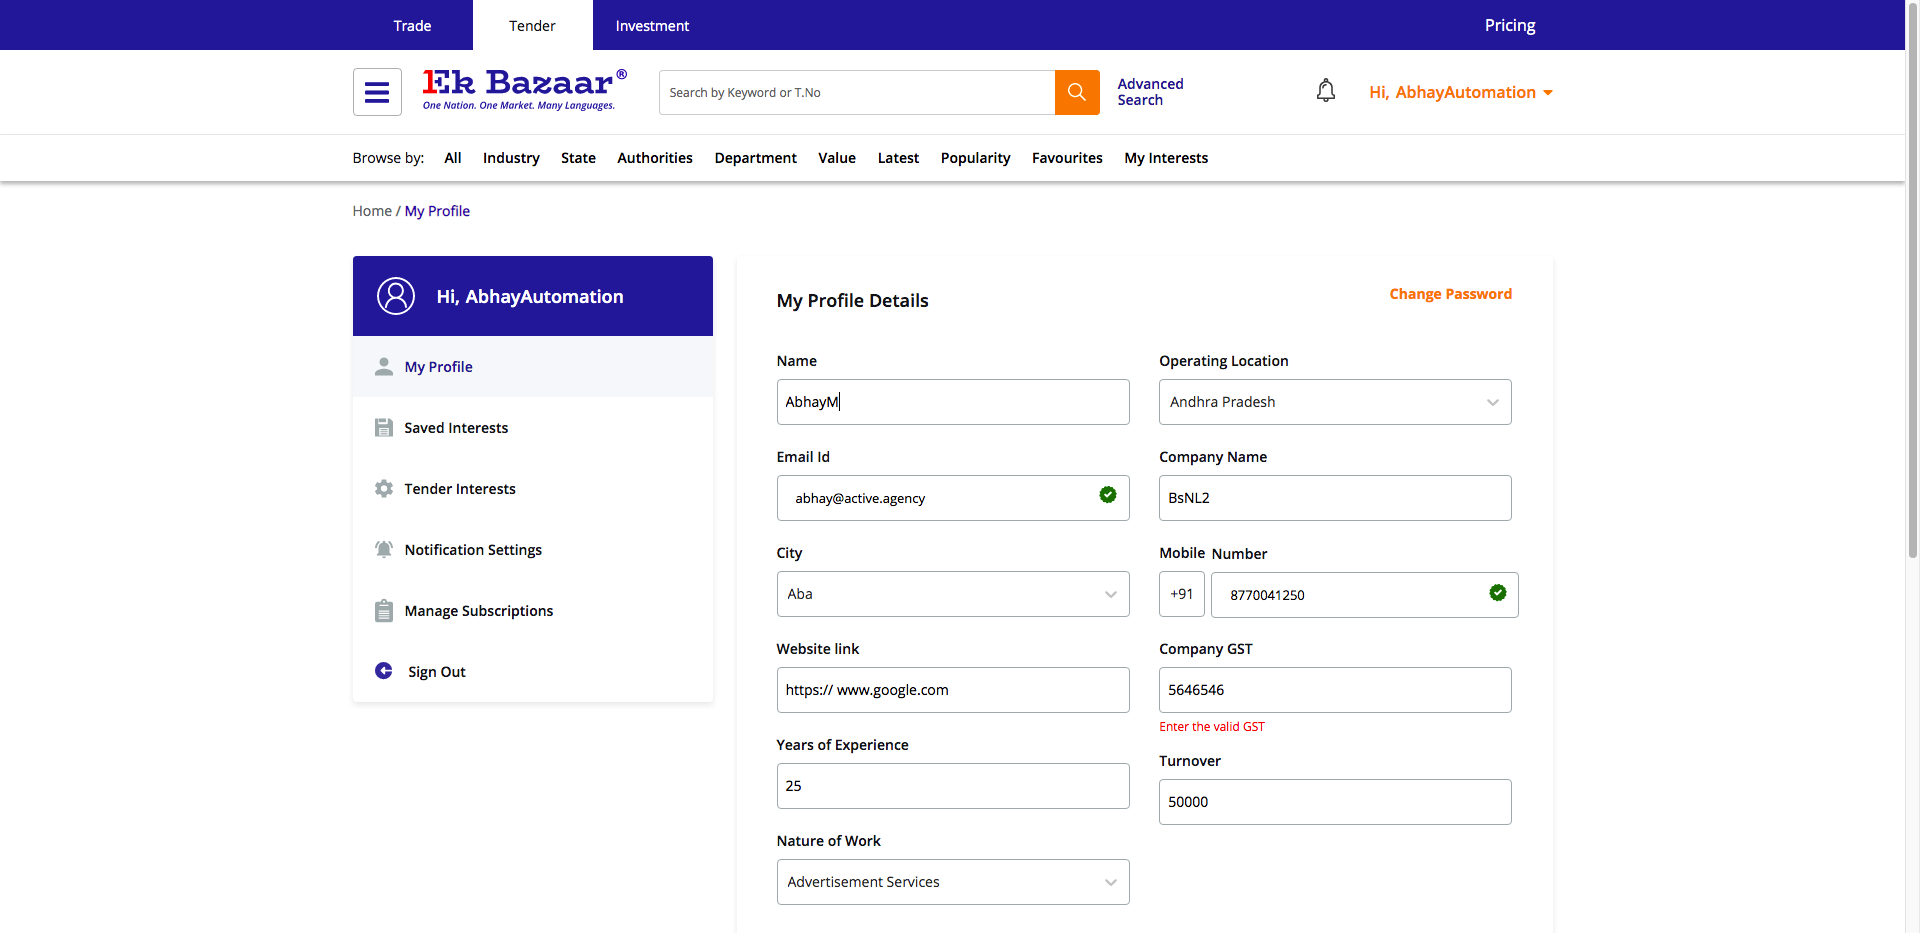 Trade
Tender
Investment
Pricing
Ek Bazaar®
One Nation. One Market. Many Languages.
Search by Keyword or T.No
Advanced
Search
Hi, AbhayAutomation
Browse by: All Industry State Authorities Department Value Latest Popularity Favourites My Interests
Home / My Profile
Hi, AbhayAutomation
My Profile
Saved Interests
Tender Interests
Notification Settings
Manage Subscriptions
Sign Out
My Profile Details
Change Password
Name
AbhayM
Operating Location
Andhra Pradesh
Email Id
abhay@active.agency
Company Name
BsNL2
City
Aba
Mobile Number
+91 8770041250
Website link
https:// www.google.com
Company GST
5646546
Enter the valid GST
Years of Experience
25
Turnover
50000
Nature of Work
Advertisement Services